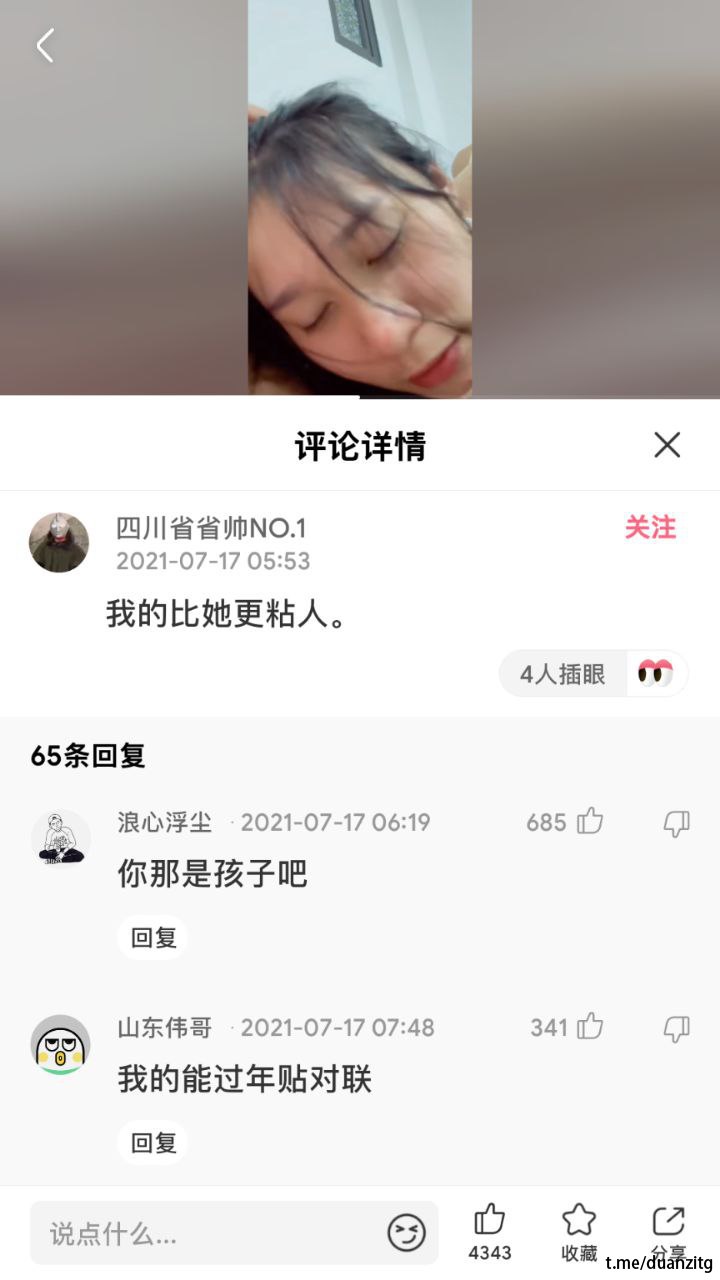 评论详情
四川省省帅NO.1
关注
2021-07-17 05:53
我的比她更粘人。
4人插眼
65条回复
浪心浮尘 · 2021-07-17 06:19
685
你那是孩子吧
回复
山东伟哥 · 2021-07-17 07:48
341
我的能过年贴对联
回复
说点什么...
4343
收藏
分享
t.me/duanzitg